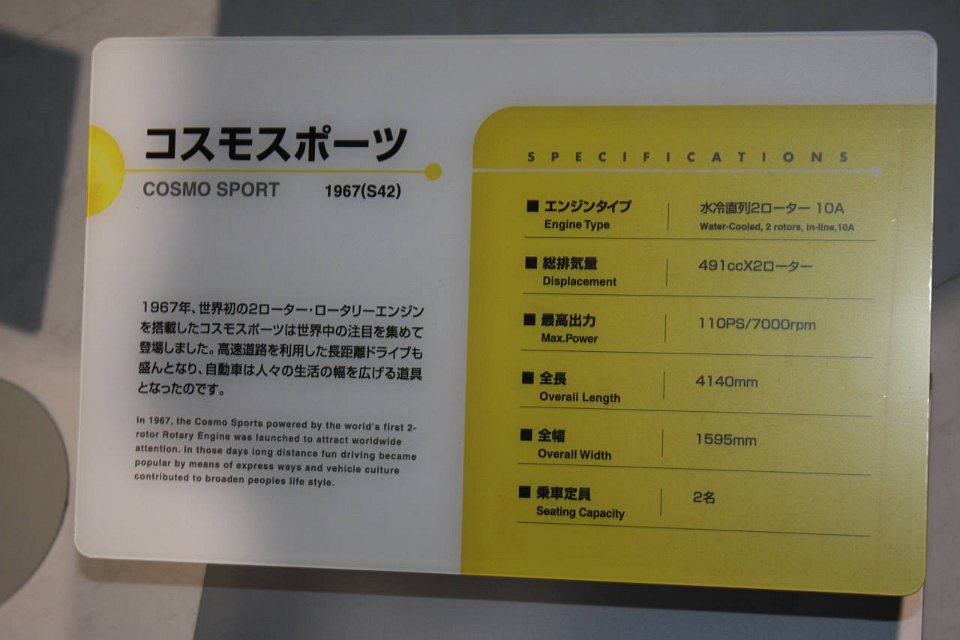 コスモスポーツ
COSMO SPORT 1967(S42)
1967年、世界初の2ローター・ロータリーエンジン
を搭載したコスモスポーツは世界中の注目を集めて
登場しました。高速道路を利用した長距離ドライブも
盛んとなり、自動車は人々の生活の幅を広げる道具
となったのです。
In 1967, the Cosmo Sports powered by the world's first 2-
rotor Rotary Engine was launched to attract worldwide
attention. In those days long distance fun driving became
popular by means of express ways and vehicle culture
contributed to broaden peoples life style.
SPECIFICATIONS
■ エンジンタイプ 水冷直列2ローター 10A
Engine Type Water-Cooled, 2 rotors, In-line,10A
■ 総排気量 491ccX2ローター
Displacement
■ 最高出力 110PS/7000rpm
Max.Power
■ 全長 4140mm
Overall Length
■ 全幅 1595mm
Overall Width
■ 乗車定員 2名
Seating Capacity